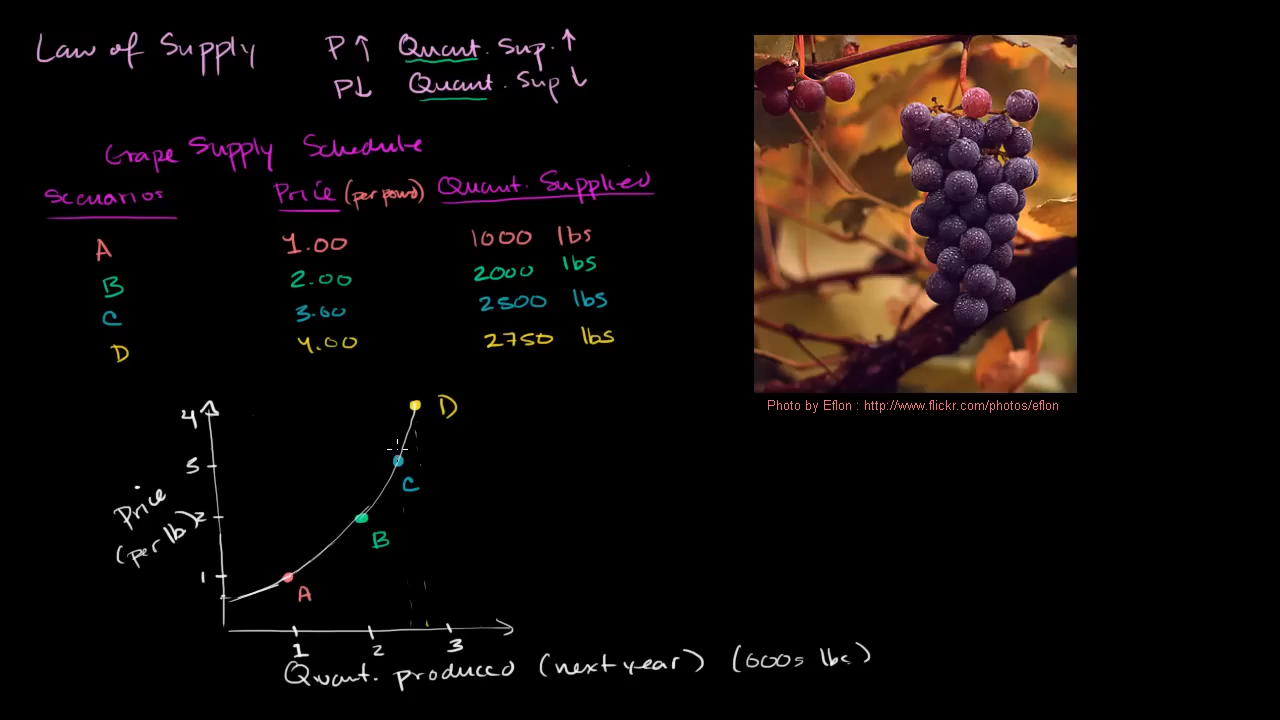 Law of Supply P↑ Quant. Sup. ↑
P↓ Quant. Sup ↓
Grape Supply Schedule
Scenarios Price (per pound) Quant. Supplied
A 1.00 1000 lbs
B 2.00 2000 lbs
C 3.00 2500 lbs
D 4.00 2750 lbs
Photo by Eflon : http://www.flickr.com/photos/eflon
4 D
3
C
Price
(per lb)
2
B
1
A
1 2 3
Quant. produced (next year) (000s lbs)